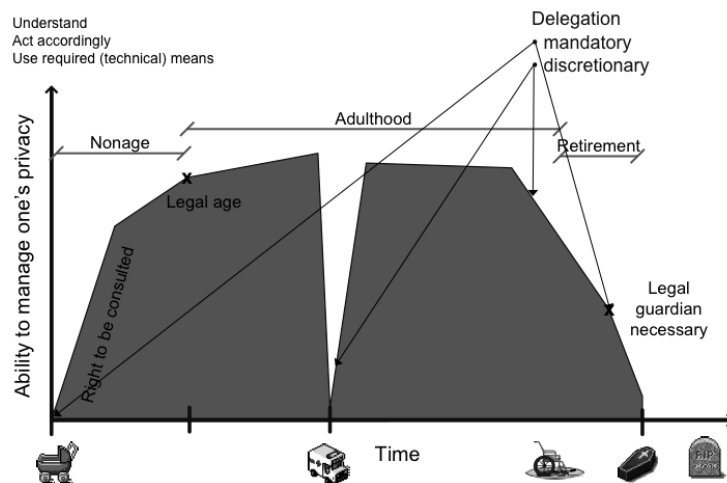 Understand
Act accordingly
Use required (technical) means
Delegation
mandatory
discretionary
Adulthood
Nonage
Retirement
Legal age
Right to be consulted
Legal
guardian
necessary
Ability to manage one's privacy
Time
R.I.P.